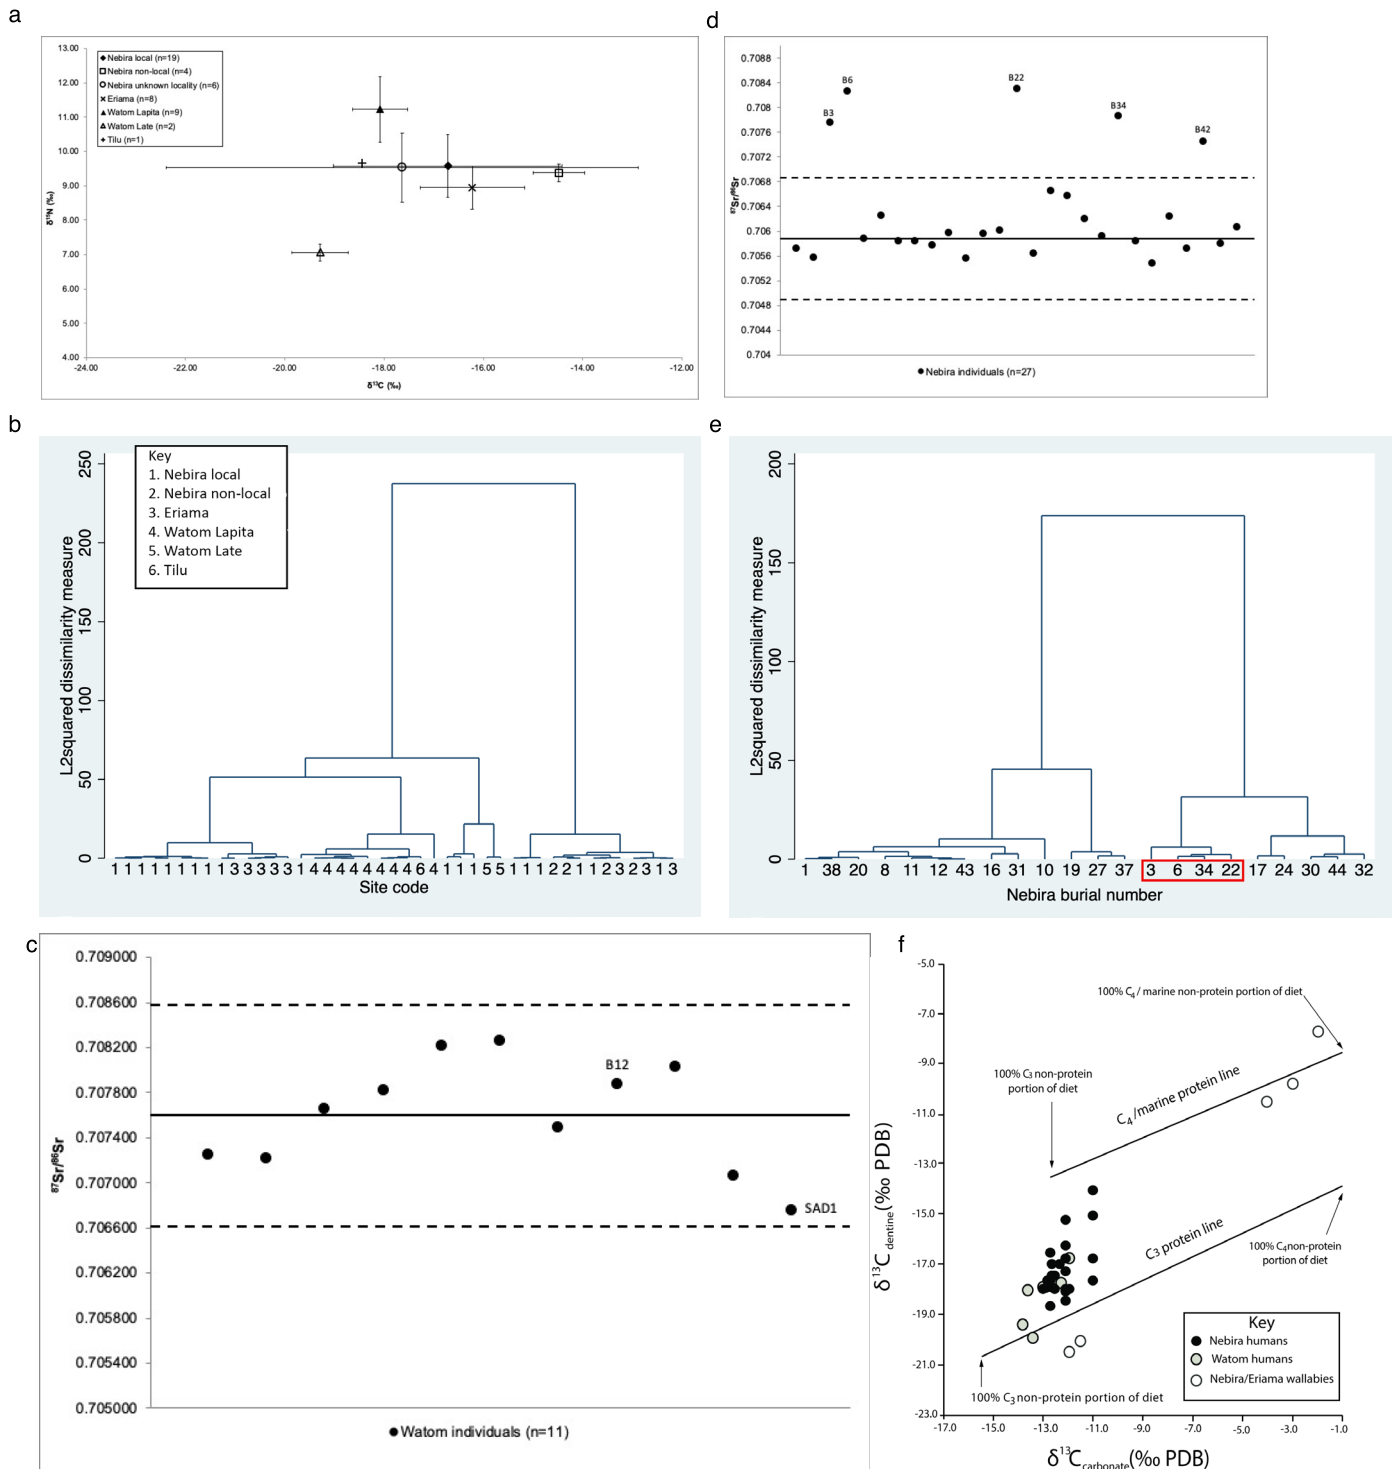 a
13.00
12.00
11.00
10.00
9.00
8.00
7.00
6.00
5.00
4.00
δ¹⁵N (‰)
-24.00 -22.00 -20.00 -18.00 -16.00 -14.00 -12.00
δ¹³C (‰)
Nebira local (n=19)
Nebira non-local (n=4)
Nebira unknown locality (n=6)
Eriama (n=8)
Watom Lapita (n=9)
Watom Late (n=2)
Tilu (n=1)
d
0.7088
0.7084
0.708
0.7076
0.7072
0.7068
0.7064
0.706
0.7056
0.7052
0.7048
0.7044
0.704
⁸⁷Sr/⁸⁶Sr
B3
B6
B22
B34
B42
Nebira individuals (n=27)
b
Key
1. Nebira local
2. Nebira non-local
3. Eriama
4. Watom Lapita
5. Watom Late
6. Tilu
L2squared dissimilarity measure
250
200
150
100
50
0
1 1 1 1 1 1 1 1 1 3 3 3 3 3 1 4 4 4 4 4 4 4 4 6 4 1 1 1 5 5 1 1 1 2 2 1 1 2 3 2 3 1 3
Site code
e
L2squared dissimilarity measure
200
150
100
50
0
1 38 20 8 11 12 43 16 31 10 19 27 37 3 6 34 22 17 24 30 44 32
Nebira burial number
c
0.709000
0.708600
0.708200
0.707800
0.707400
0.707000
0.706600
0.706200
0.705800
0.705400
0.705000
⁸⁷Sr/⁸⁶Sr
B12
SAD1
Watom individuals (n=11)
f
-5.0
-7.0
-9.0
-11.0
-13.0
-15.0
-17.0
-19.0
-21.0
-23.0
δ¹³C dentine (‰ PDB)
100% C₄ / marine non-protein portion of diet
100% C₃ non-protein
portion of diet
C₄ /marine protein line
C₃ protein line
100% C₄non-protein
portion of diet
100% C₃ non-protein portion of diet
Key
Nebira humans
Watom humans
Nebira/Eriama wallabies
-17.0 -15.0 -13.0 -11.0 -9.0 -7.0 -5.0 -3.0 -1.0
δ¹³C carbonate (‰ PDB)